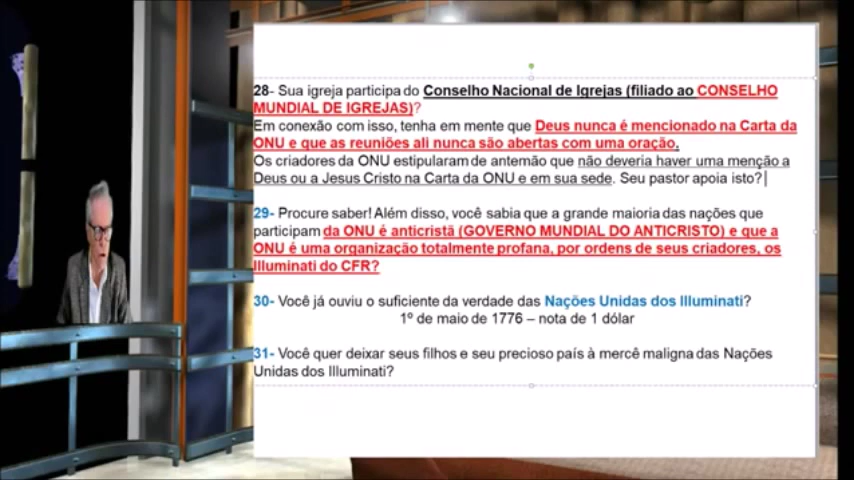 28- Sua igreja participa do Conselho Nacional de Igrejas (filiado ao CONSELHO
MUNDIAL DE IGREJAS)?
Em conexão com isso, tenha em mente que Deus nunca é mencionado na Carta da
ONU e que as reuniões ali nunca são abertas com uma oração.
Os criadores da ONU estipularam de antemão que não deveria haver uma menção a
Deus ou a Jesus Cristo na Carta da ONU e em sua sede. Seu pastor apoia isto?
29- Procure saber! Além disso, você sabia que a grande maioria das nações que
participam da ONU é anticristã (GOVERNO MUNDIAL DO ANTICRISTO) e que a
ONU é uma organização totalmente profana, por ordens de seus criadores, os
Illuminati do CFR?
30- Você já ouviu o suficiente da verdade das Nações Unidas dos Illuminati?
1º de maio de 1776 – nota de 1 dólar
31- Você quer deixar seus filhos e seu precioso país à mercê maligna das Nações
Unidas dos Illuminati?